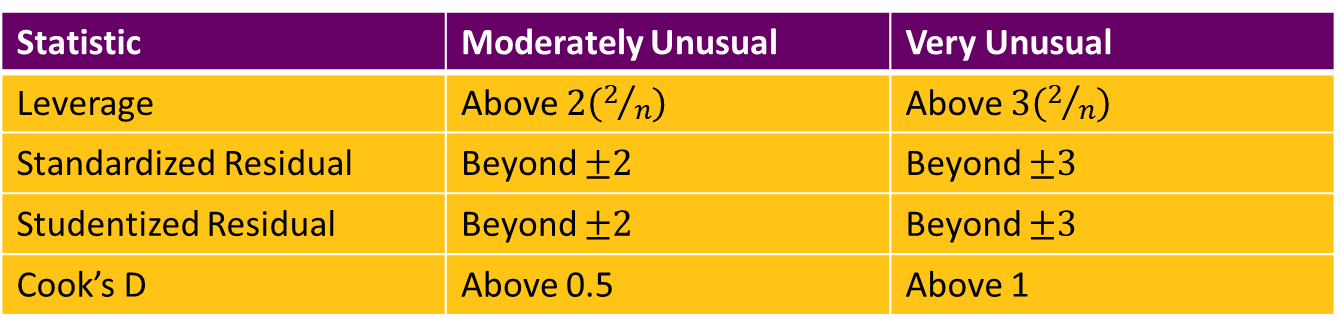 Statistic Moderately Unusual Very Unusual
Leverage Above 2(2/n) Above 3(2/n)
Standardized Residual Beyond ±2 Beyond ±3
Studentized Residual Beyond ±2 Beyond ±3
Cook’s D Above 0.5 Above 1